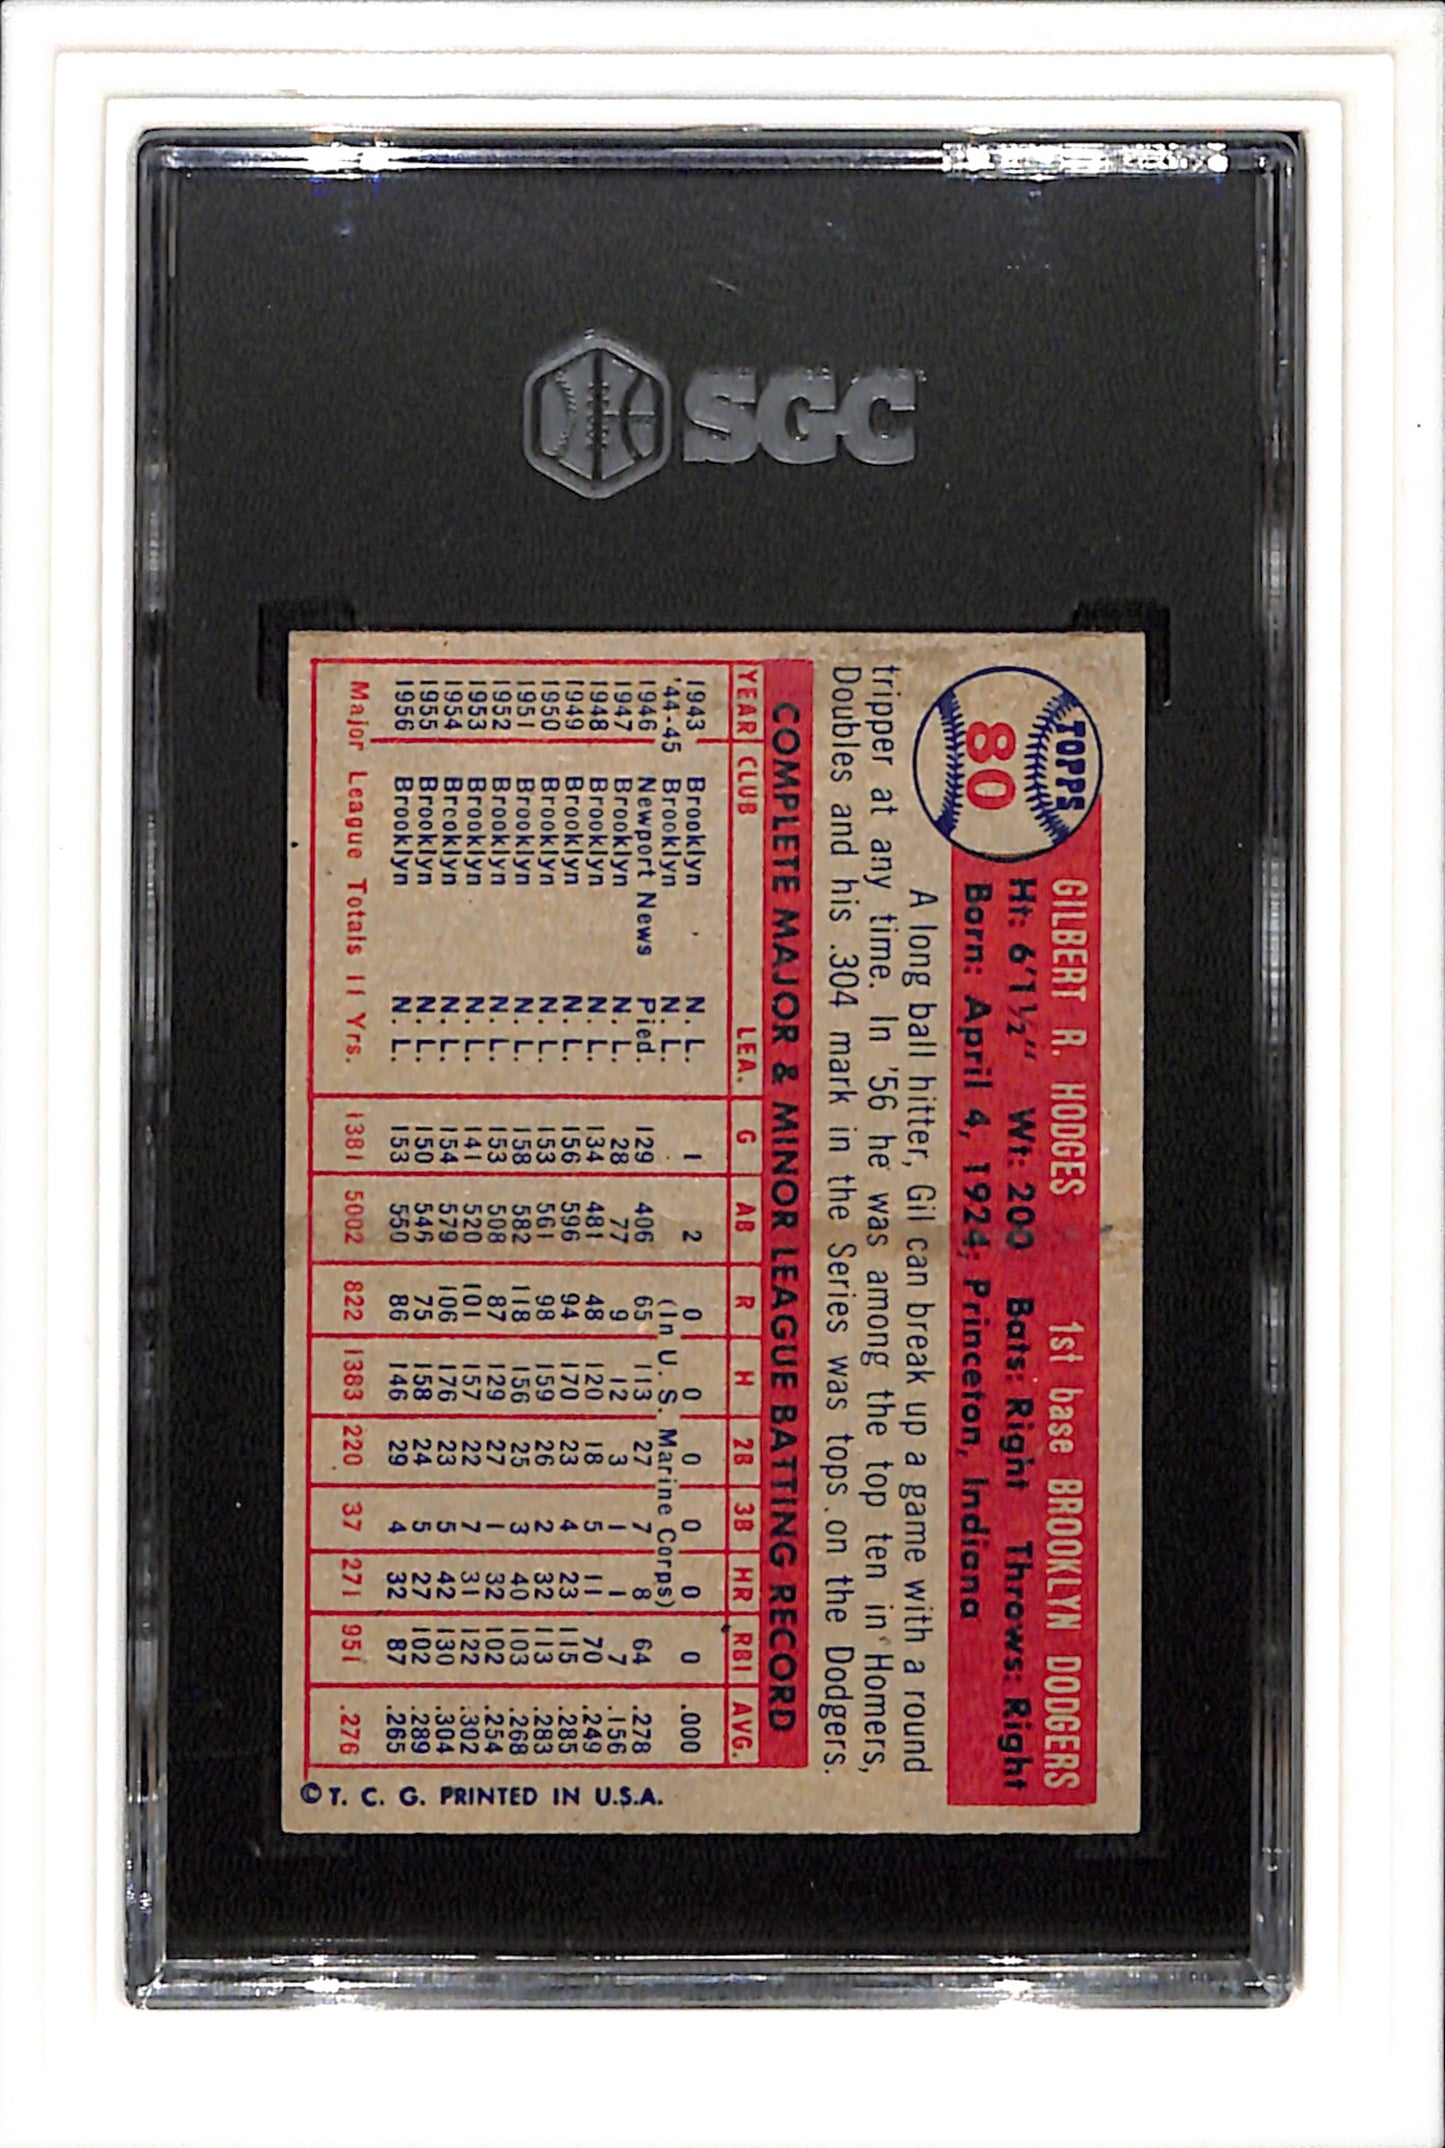 SGC
TOPPS
80
GILBERT R. HODGES 1st base BROOKLYN DODGERS
Ht: 6'1½" Wt: 200 Bats: Right Throws: Right
Born: April 4, 1924; Princeton, Indiana
A long ball hitter, Gil can break up a game with a round
tripper at any time. In '56 he was among the top ten in Homers,
Doubles and his .304 mark in the Series was tops on the Dodgers.
COMPLETE MAJOR & MINOR LEAGUE BATTING RECORD
YEAR CLUB LEA. G AB R H 2B 3B HR RBI AVG.
1943 Brooklyn N. L. 1 2 0 0 0 0 0 0 .000
'44-45 Brooklyn N. L. (In U. S. Marine Corps)
1946 Newport News Pied. 129 406 65 113 27 7 8 64 .278
1947 Brooklyn N. L. 28 77 9 12 3 1 1 7 .156
1948 Brooklyn N. L. 134 481 48 120 18 5 11 70 .249
1949 Brooklyn N. L. 156 596 94 170 23 4 23 115 .285
1950 Brooklyn N. L. 153 561 98 159 26 2 32 113 .283
1951 Brooklyn N. L. 158 582 118 156 25 3 40 103 .268
1952 Brooklyn N. L. 153 508 87 129 27 1 32 102 .254
1953 Brooklyn N. L. 141 520 101 157 22 7 31 122 .302
1954 Brooklyn N. L. 154 579 106 176 23 5 42 130 .304
1955 Brooklyn N. L. 150 546 75 158 24 5 27 102 .289
1956 Brooklyn N. L. 153 550 86 146 29 4 32 87 .265
Major League Totals 11 Yrs. 1381 5002 822 1383 220 37 271 951 .276
© T. C. G. PRINTED IN U.S.A.